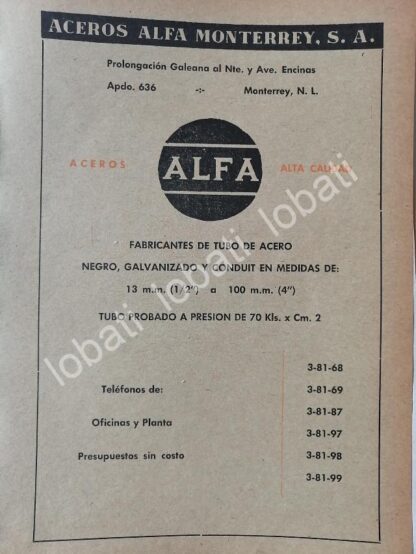 ACEROS ALFA MONTERREY, S. A.
Prolongación Galeana al Nte. y Ave. Encinas
Apdo. 636 -:- Monterrey, N. L.
ACEROS ALFA ALTA CALIDAD
FABRICANTES DE TUBO DE ACERO
NEGRO, GALVANIZADO Y CONDUIT EN MEDIDAS DE:
13 m.m. (1/2") a 100 m.m. (4")
TUBO PROBADO A PRESION DE 70 Kls. x Cm. 2
3-81-68
Teléfonos de: 3-81-69
3-81-87
Oficinas y Planta
3-81-97
Presupuestos sin costo 3-81-98
3-81-99
lobati lobati lobati